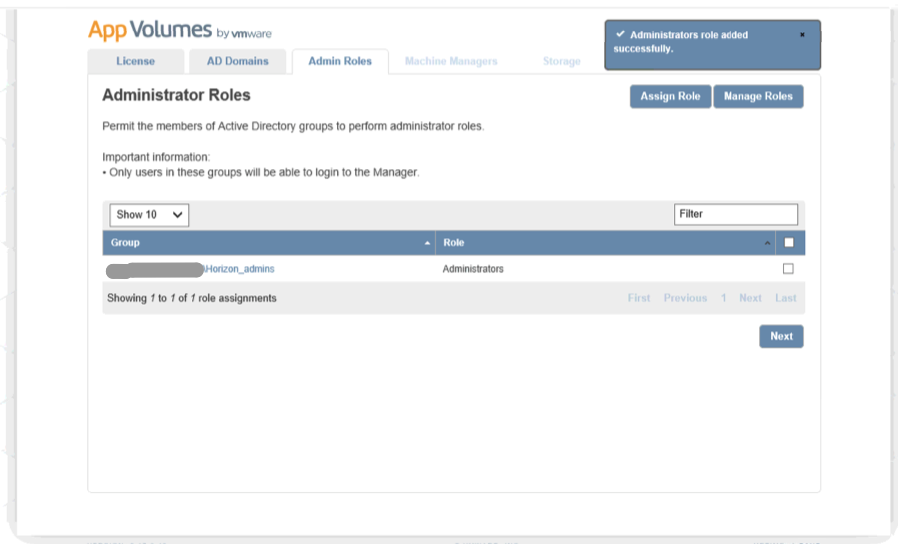 App Volumes by vmware
✓ Administrators role added successfully. ×
License AD Domains Admin Roles Machine Managers Storage
Administrator Roles
Assign Role Manage Roles
Permit the members of Active Directory groups to perform administrator roles.
Important information:
• Only users in these groups will be able to login to the Manager.
Show 10 Filter
Group Role
\Horizon_admins Administrators
Showing 1 to 1 of 1 role assignments First Previous 1 Next Last
Next